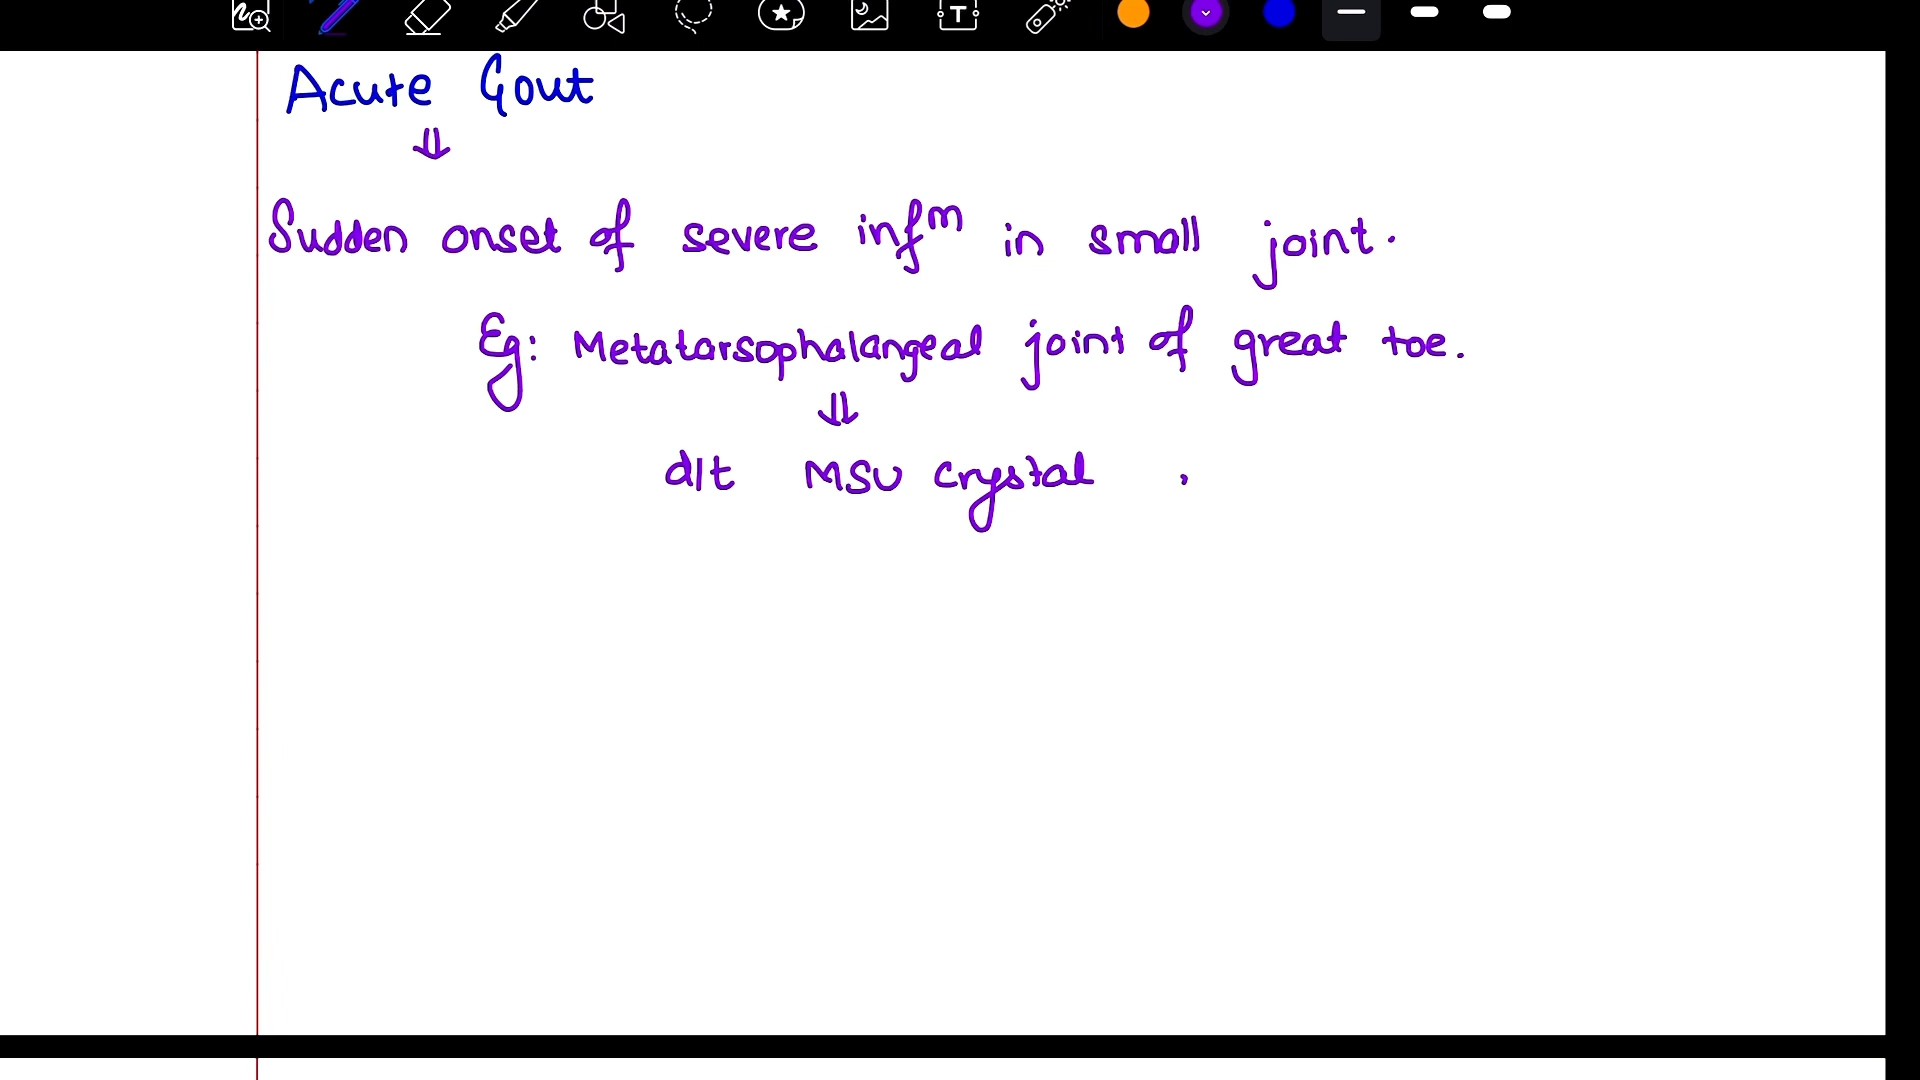 Acute Gout
⇓
Sudden onset of severe infᵐ in small joint.
Eg: Metatarsophalangeal joint of great toe.
⇓
d/t MSU crystal